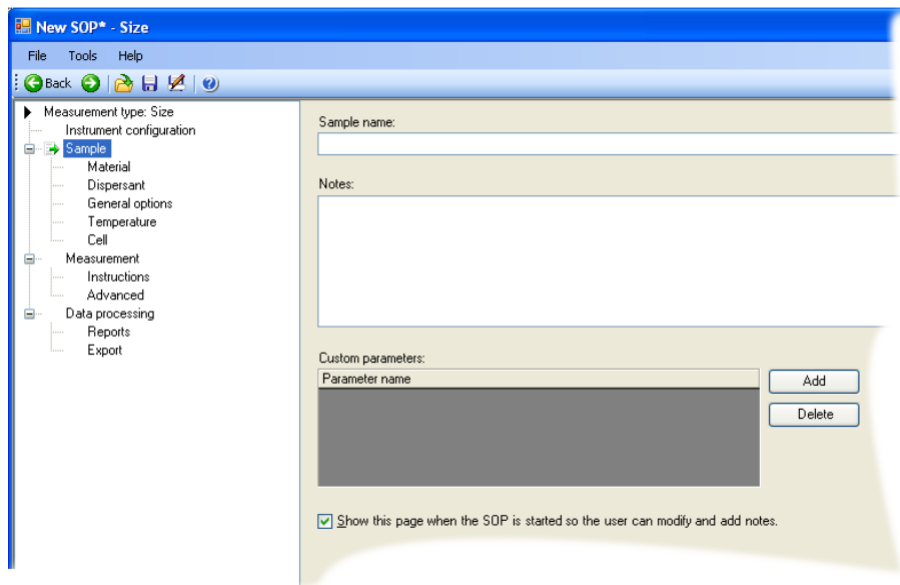 New SOP* - Size
File Tools Help
Back
Measurement type: Size
Instrument configuration
Sample
Material
Dispersant
General options
Temperature
Cell
Measurement
Instructions
Advanced
Data processing
Reports
Export
Sample name:
Notes:
Custom parameters:
Parameter name
Add
Delete
Show this page when the SOP is started so the user can modify and add notes.